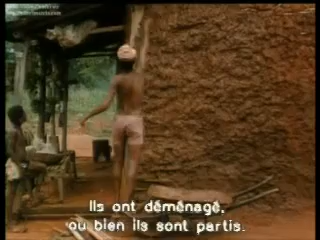 Ils ont déménagé,
ou bien ils sont partis.